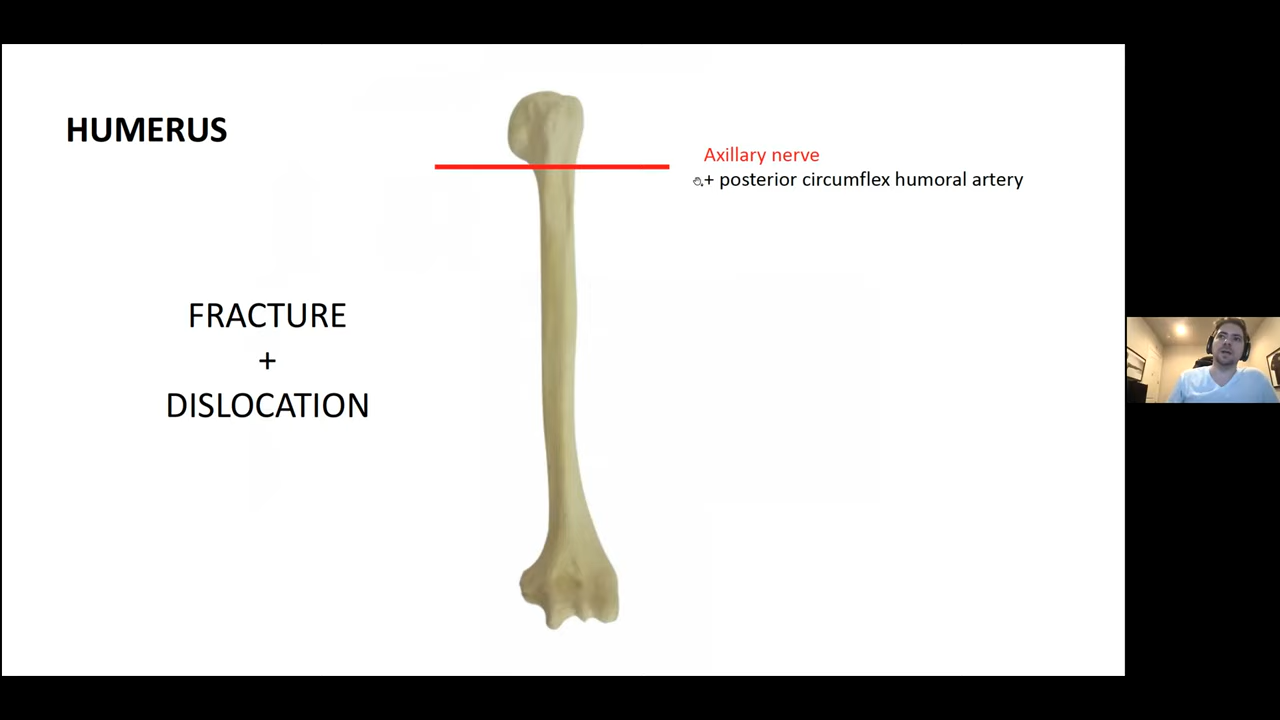 HUMERUS
Axillary nerve
+ posterior circumflex humoral artery
FRACTURE
+
DISLOCATION